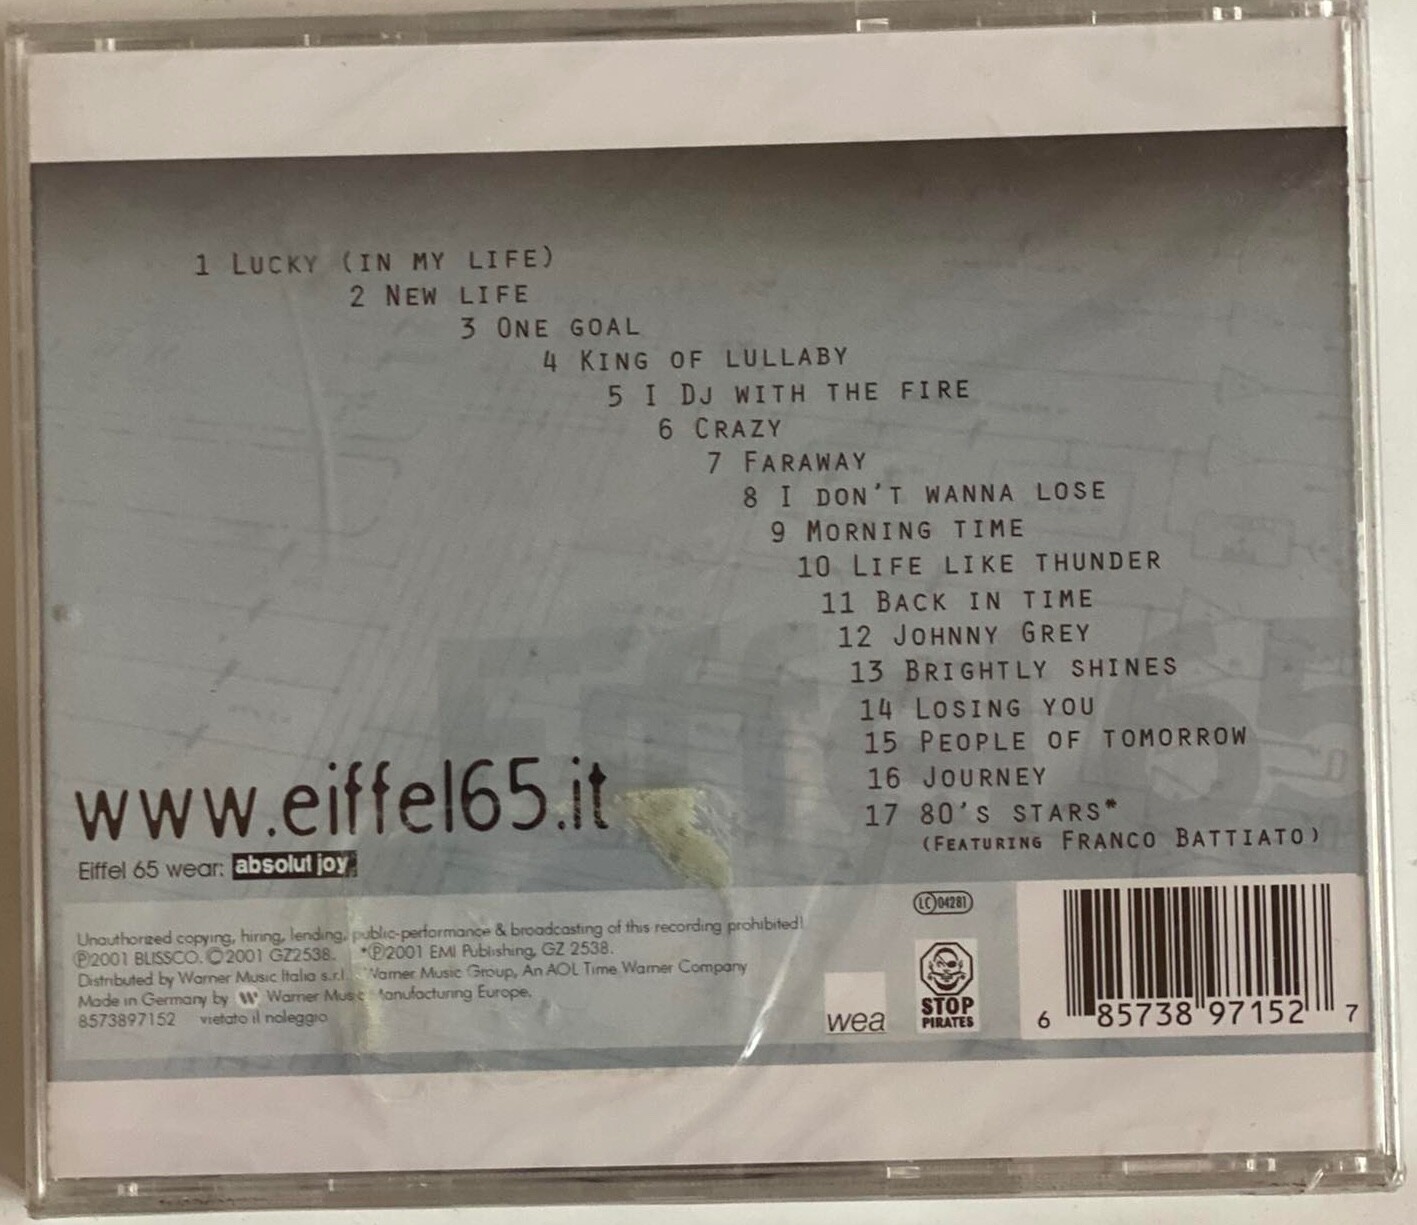 1 Lucky (in my life)
2 New life
3 One goal
4 King of lullaby
5 I Dj with the fire
6 Crazy
7 Faraway
8 I don't wanna lose
9 Morning time
10 Life like thunder
11 Back in time
12 Johnny Grey
13 Brightly shines
14 Losing you
15 People of tomorrow
16 Journey
17 80's stars*
(Featuring Franco Battiato)
Eiffel 65
www.eiffel65.it
Eiffel 65 wear: absolut joy
Unauthorized copying, hiring, lending, public-performance & broadcasting of this recording prohibited!
℗2001 BLISSCO. ©2001 GZ2538. *℗2001 EMI Publishing, GZ 2538.
Distributed by Warner Music Italia s.r.l. Warner Music Group, An AOL Time Warner Company
Made in Germany by Warner Music Manufacturing Europe.
8573897152 vietato il noleggio
LC 04281
wea
STOP
PIRATES
6 85738 97152 7